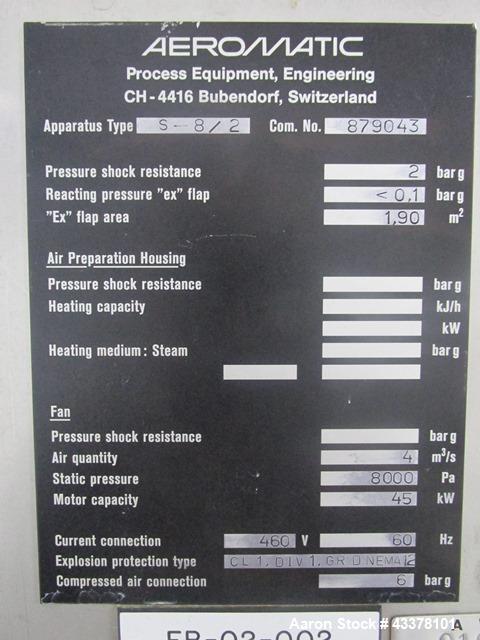 AEROMATIC
Process Equipment, Engineering
CH-4416 Bubendorf, Switzerland
Apparatus Type S-8/2 Com. No. 879043
Pressure shock resistance 2 bar g
Reacting pressure "ex" flap < 0,1 bar g
"Ex" flap area 1,90 m²
Air Preparation Housing
Pressure shock resistance bar g
Heating capacity kJ/h
kW
Heating medium: Steam bar g
Fan
Pressure shock resistance bar g
Air quantity 4 m³/s
Static pressure 8000 Pa
Motor capacity 45 kW
Current connection 460 V 60 Hz
Explosion protection type CL 1, DIV 1, GR D NEMA 12
Compressed air connection 6 bar g
Aaron Stock # 43378101